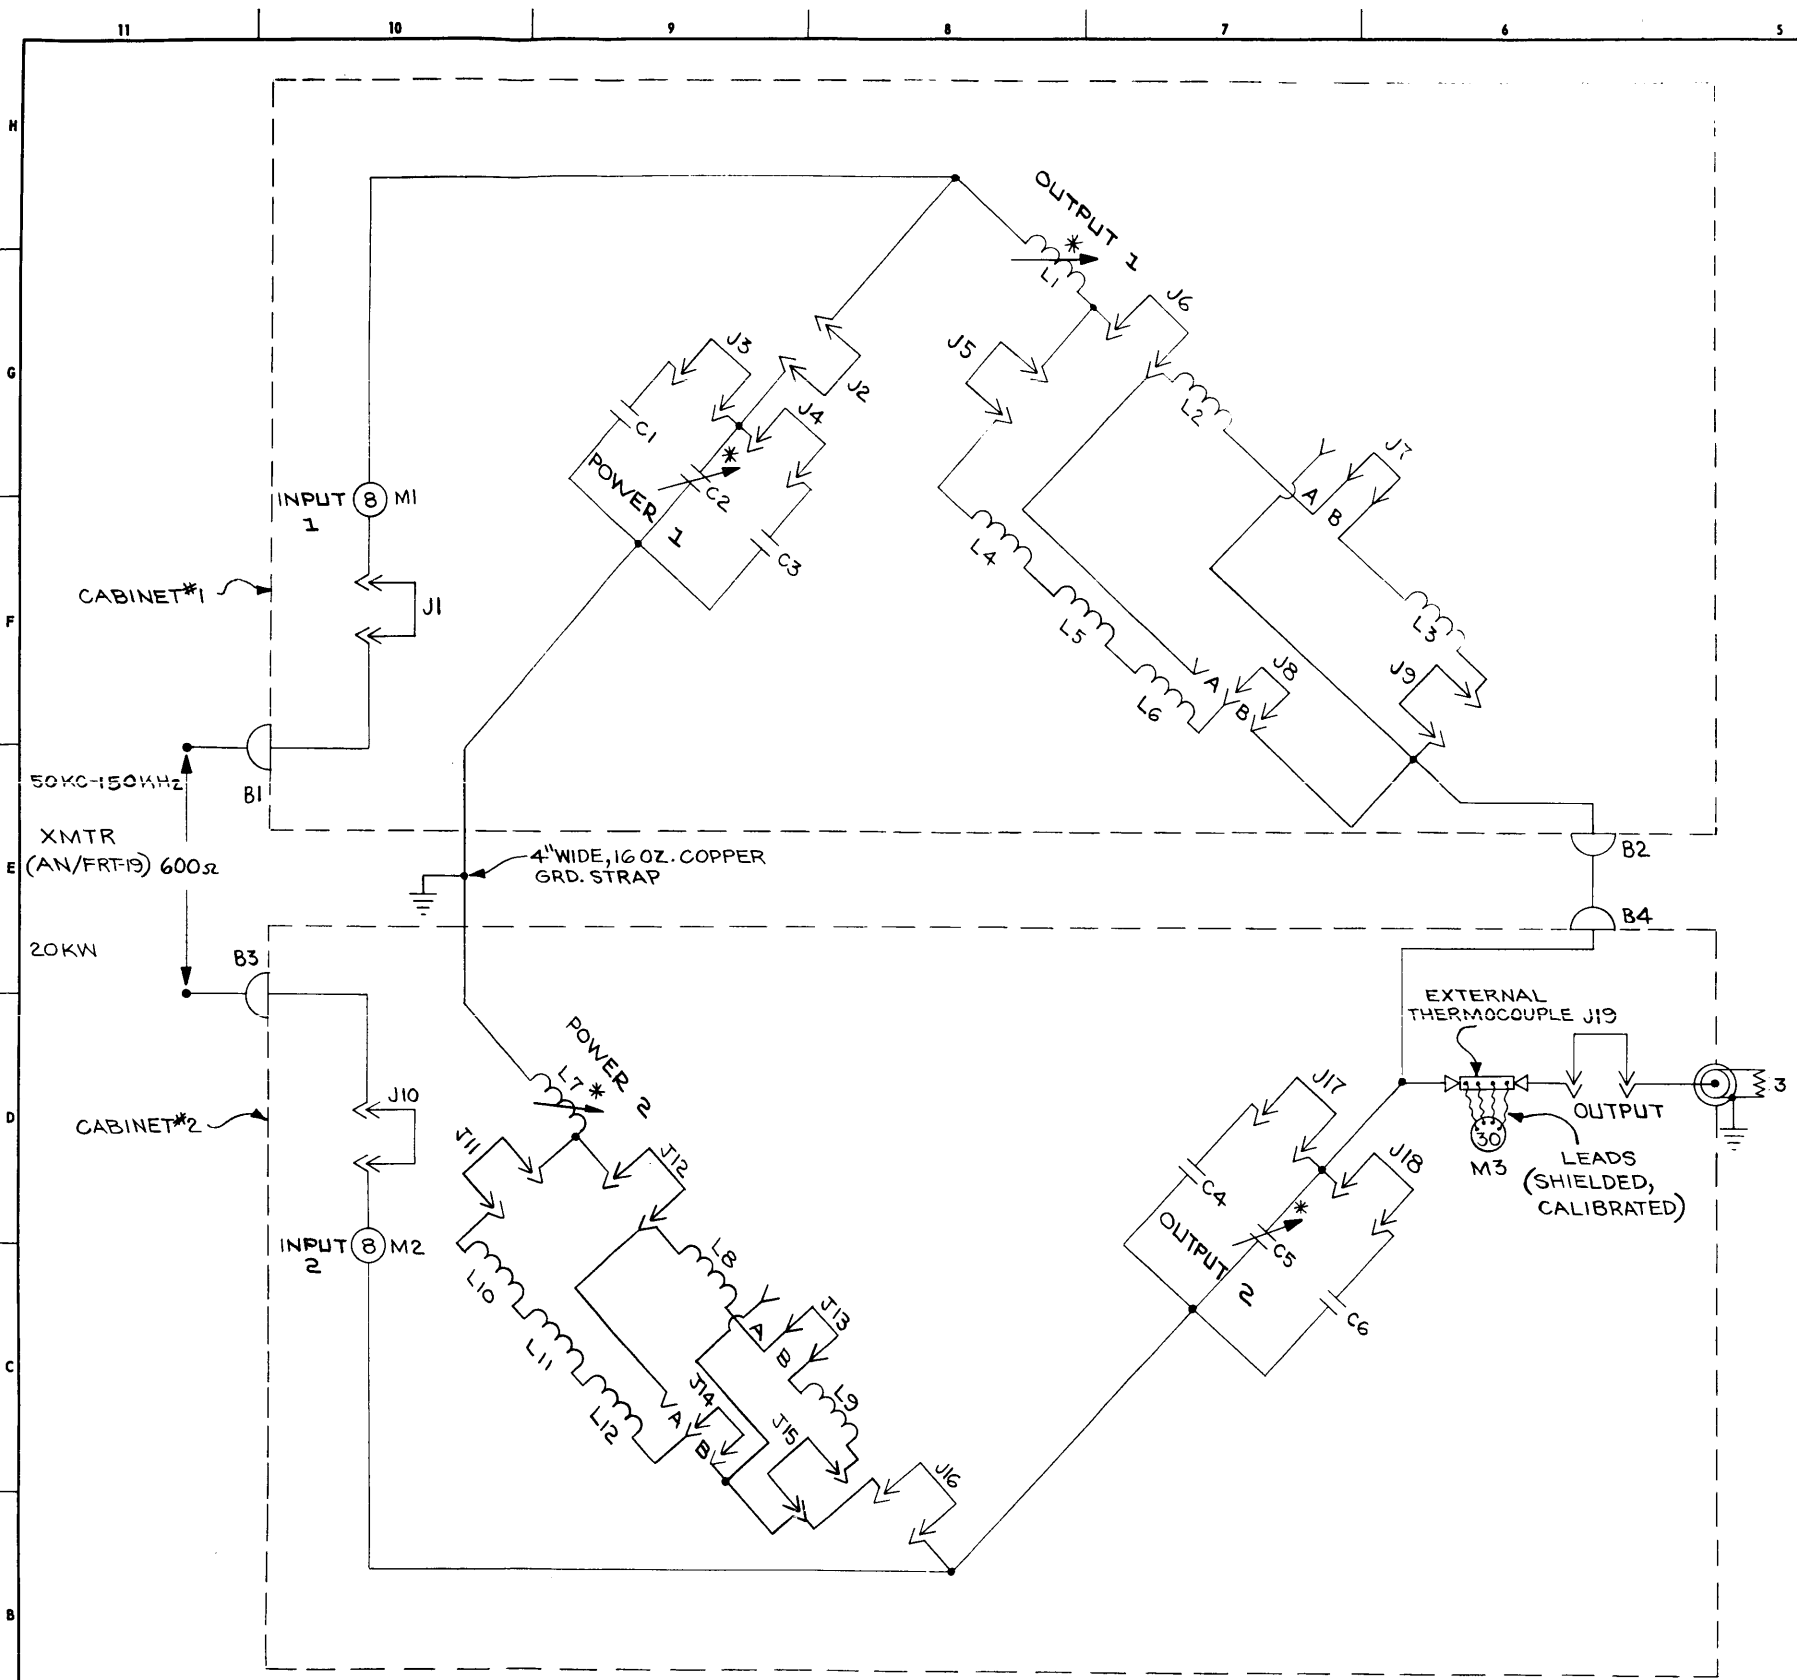 11 10 9 8 7 6 5
H
OUTPUT 1
*
L1
J6
J5
J3
J2
G
J4
L2
C1
*
J7
POWER 1
C2
A
B
INPUT 8 M1
1
L4
C3
CABINET #1
J1
F
L5
L3
J8
J9
A
L6
B
50KC-150KHz
B1
XMTR
(AN/FRT-19) 600Ω
4" WIDE, 16 OZ. COPPER
GRD. STRAP
B2
E
B4
20KW
B3
EXTERNAL
THERMOCOUPLE J19
POWER 2
L7 *
J17
3
J10
OUTPUT
D
CABINET #2
J11
J12
30
J18
LEADS
M3
(SHIELDED,
CALIBRATED)
C4
*
OUTPUT 2
INPUT 8 M2
2
L8
C5
L10
J13
A
C6
L11
B
C
J14
L9
L12
A
J15
B
J16
B